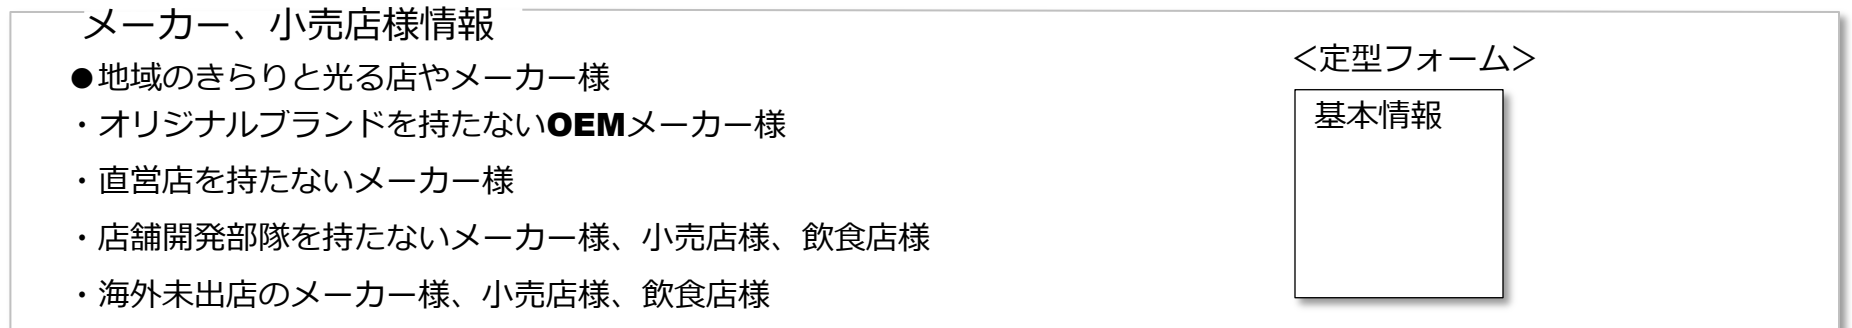 メーカー、小売店様情報
●地域のきらりと光る店やメーカー様
・オリジナルブランドを持たないOEMメーカー様
・直営店を持たないメーカー様
・店舗開発部隊を持たないメーカー様、小売店様、飲食店様
・海外未出店のメーカー様、小売店様、飲食店様
＜定型フォーム＞
基本情報